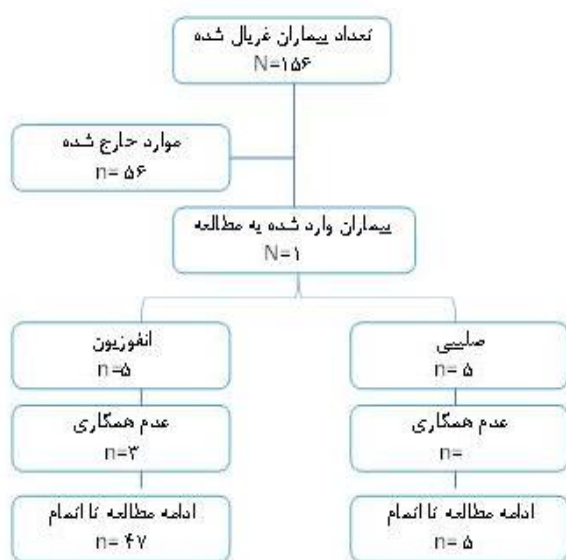 تعداد بیماران غربال شده
N=۱۵۶
موارد خارج شده
n= ۵۶
بیماران وارد شده به مطالعه
N=۱
انفوزیون
n=۵
صلیبی
n= ۵
عدم همکاری
n=۳
عدم همکاری
n=
ادامه مطالعه تا اتمام
n= ۴۷
ادامه مطالعه تا اتمام
n= ۵